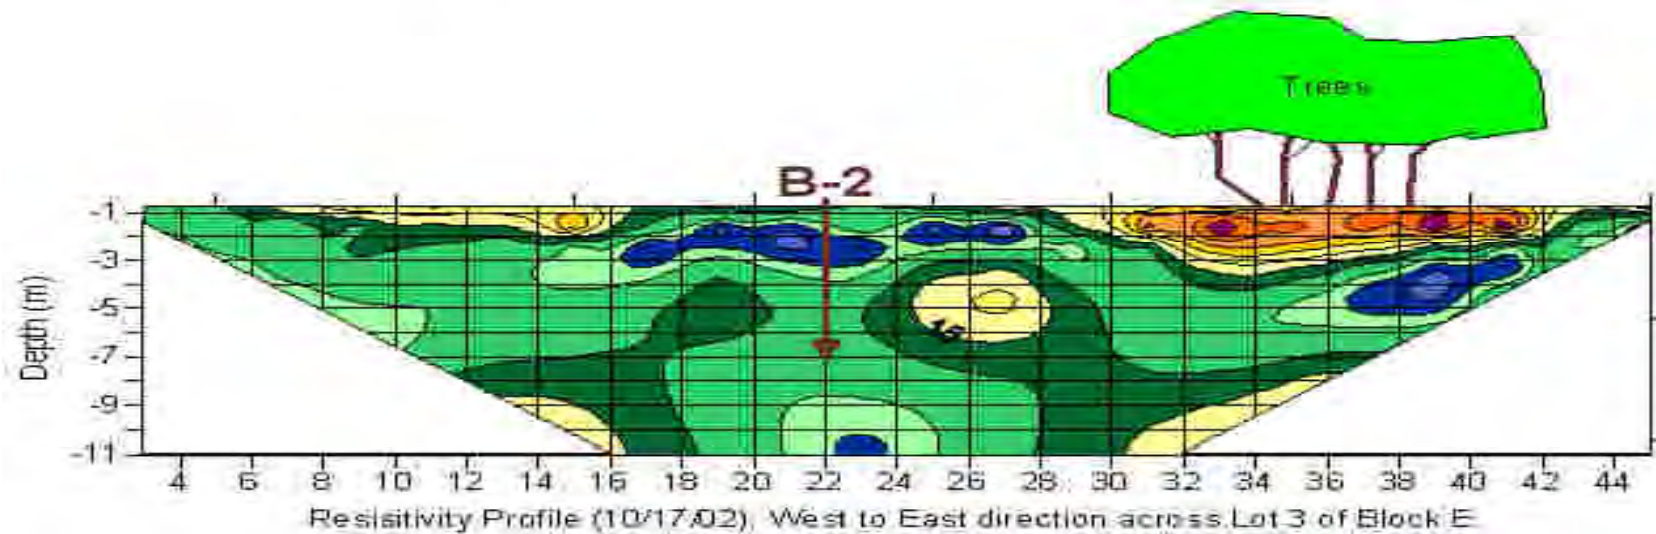 Trees
B-2
Depth (m)
-1
-3
-5
-7
-9
-11
15
4 6 8 10 12 14 16 18 20 22 24 26 28 30 32 34 36 38 40 42 44
Resisitivity Profile (10/17/02), West to East direction across Lot 3 of Block E